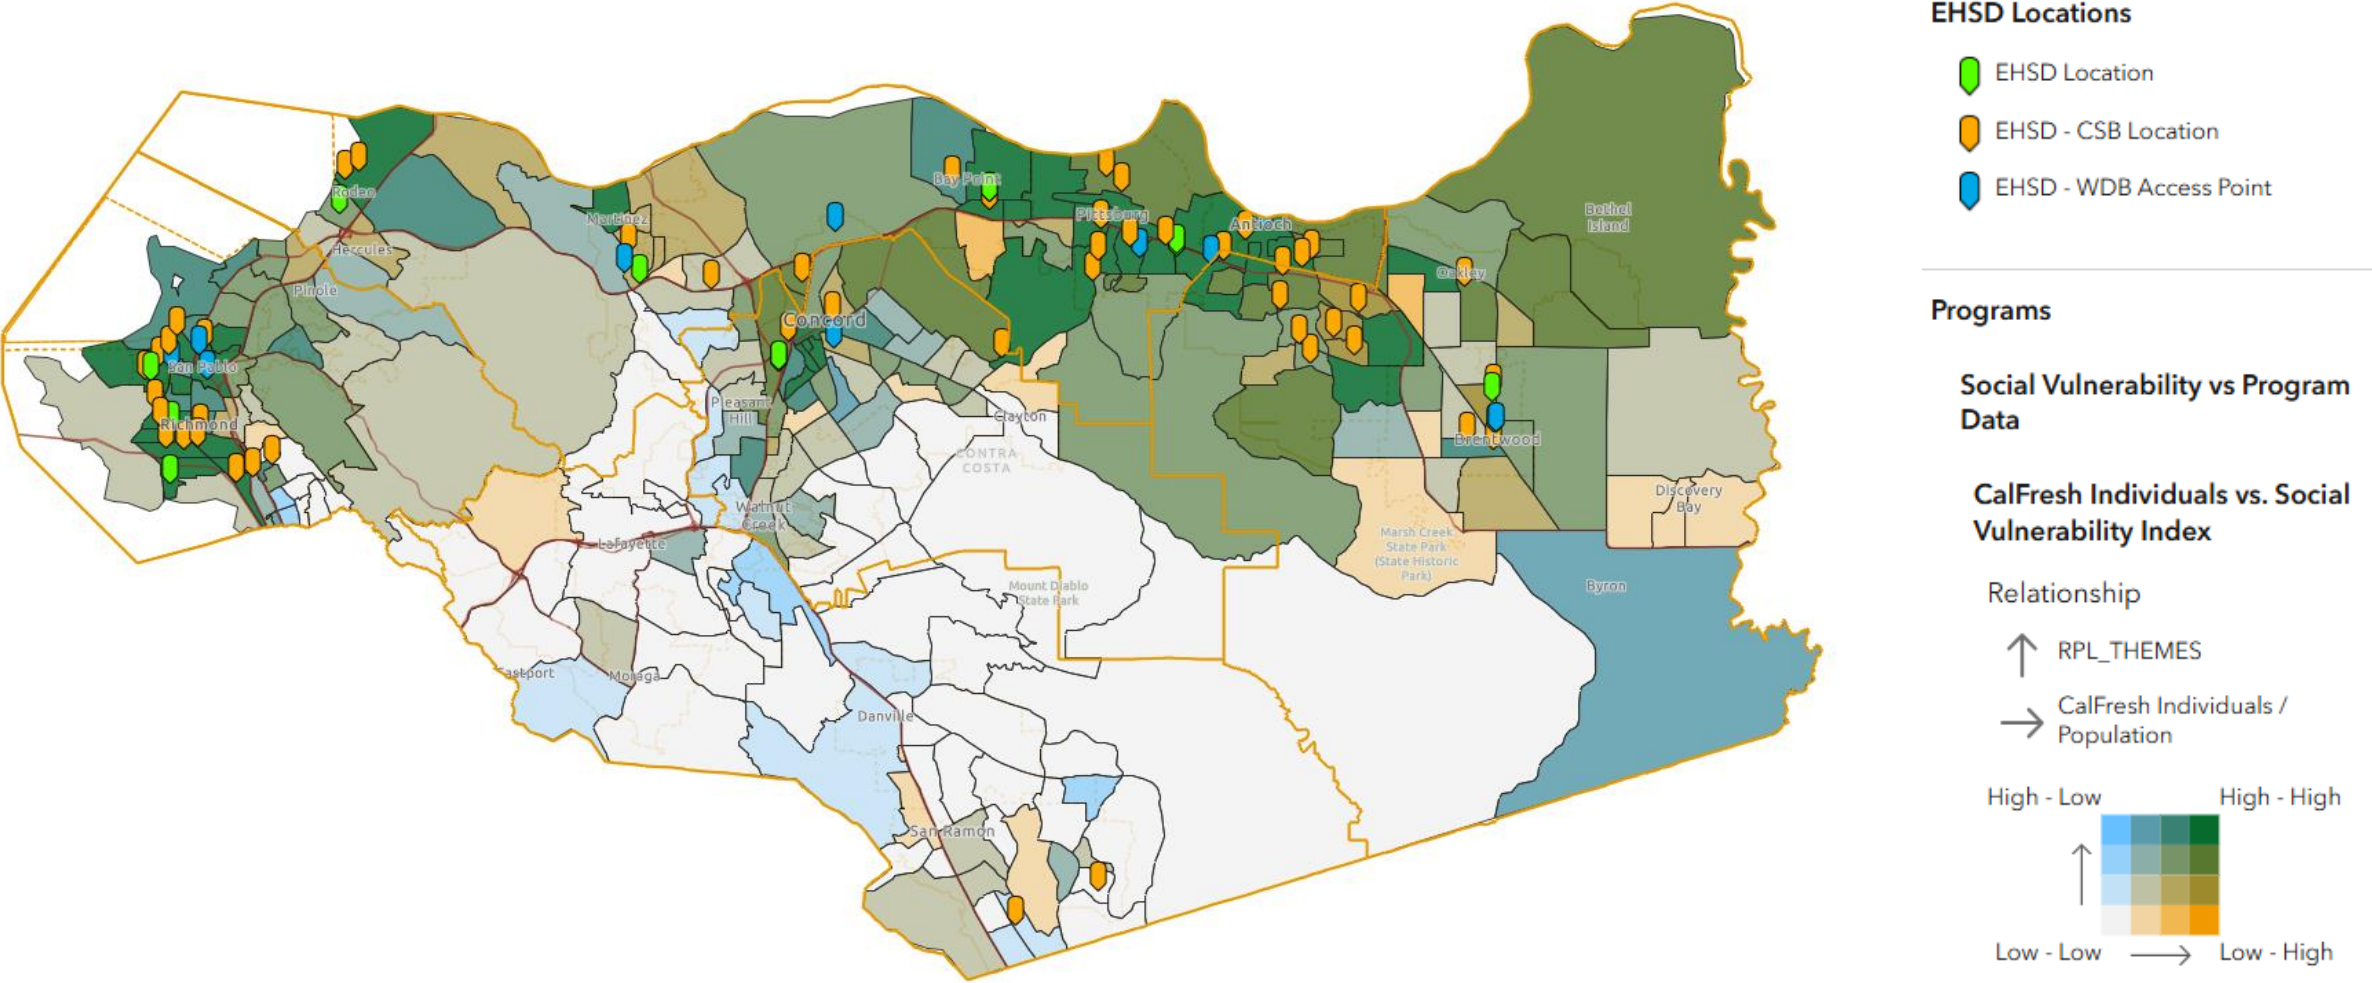 EHSD Locations
EHSD Location
EHSD - CSB Location
EHSD - WDB Access Point
Programs
Social Vulnerability vs Program
Data
CalFresh Individuals vs. Social
Vulnerability Index
Relationship
RPL_THEMES
CalFresh Individuals /
Population
High - Low
High - High
Low - Low
Low - High
Rodeo
Hercules
Pinole
San Pablo
Richmond
Martinez
Concord
Pleasant
Hill
Walnut
Creek
Lafayette
Moraga
astport
Danville
San Ramon
Bay Point
Pittsburg
Antioch
Oakley
Bethel
Island
Brentwood
Discovery
Bay
Byron
Clayton
CONTRA
COSTA
Mount Diablo
State Park
Marsh Creek
State Park
(State Historic
Park)